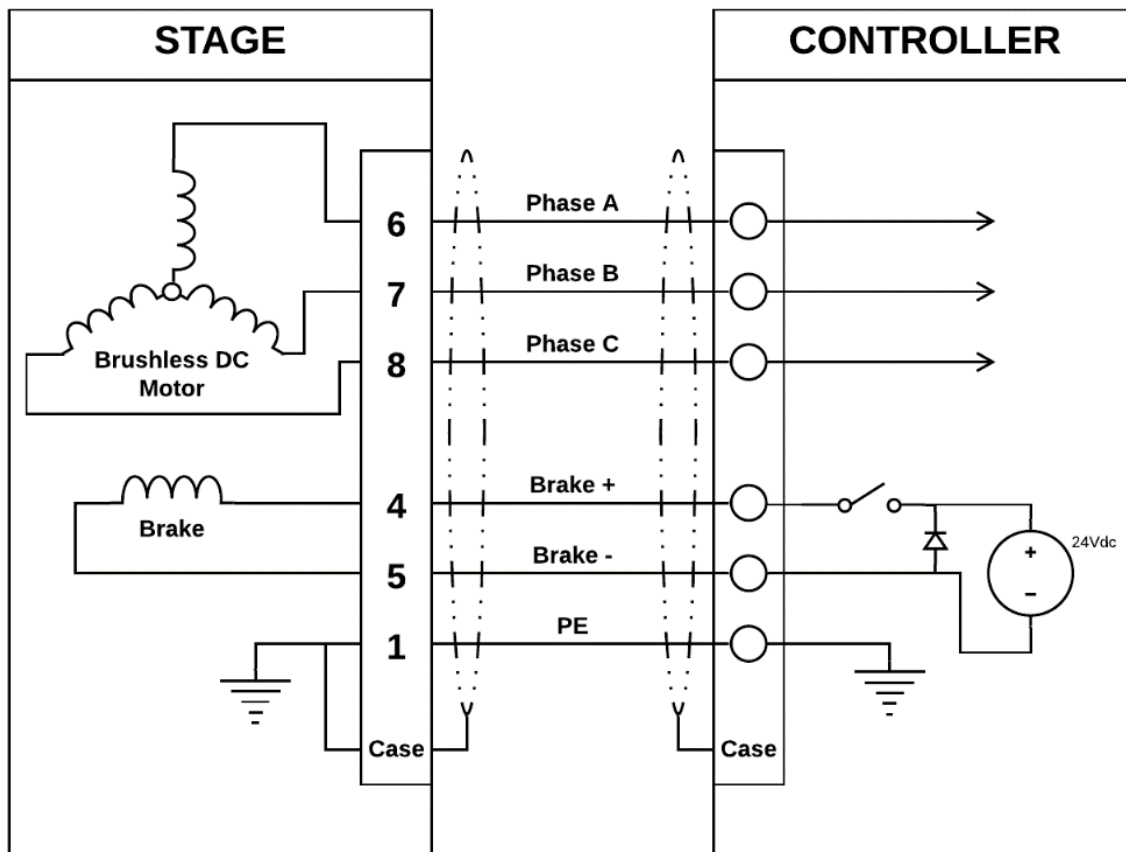 STAGE
CONTROLLER
Phase A
6
Phase B
7
Phase C
8
Brushless DC
Motor
Brake +
4
Brake
24Vdc
+
−
Brake -
5
PE
1
Case
Case